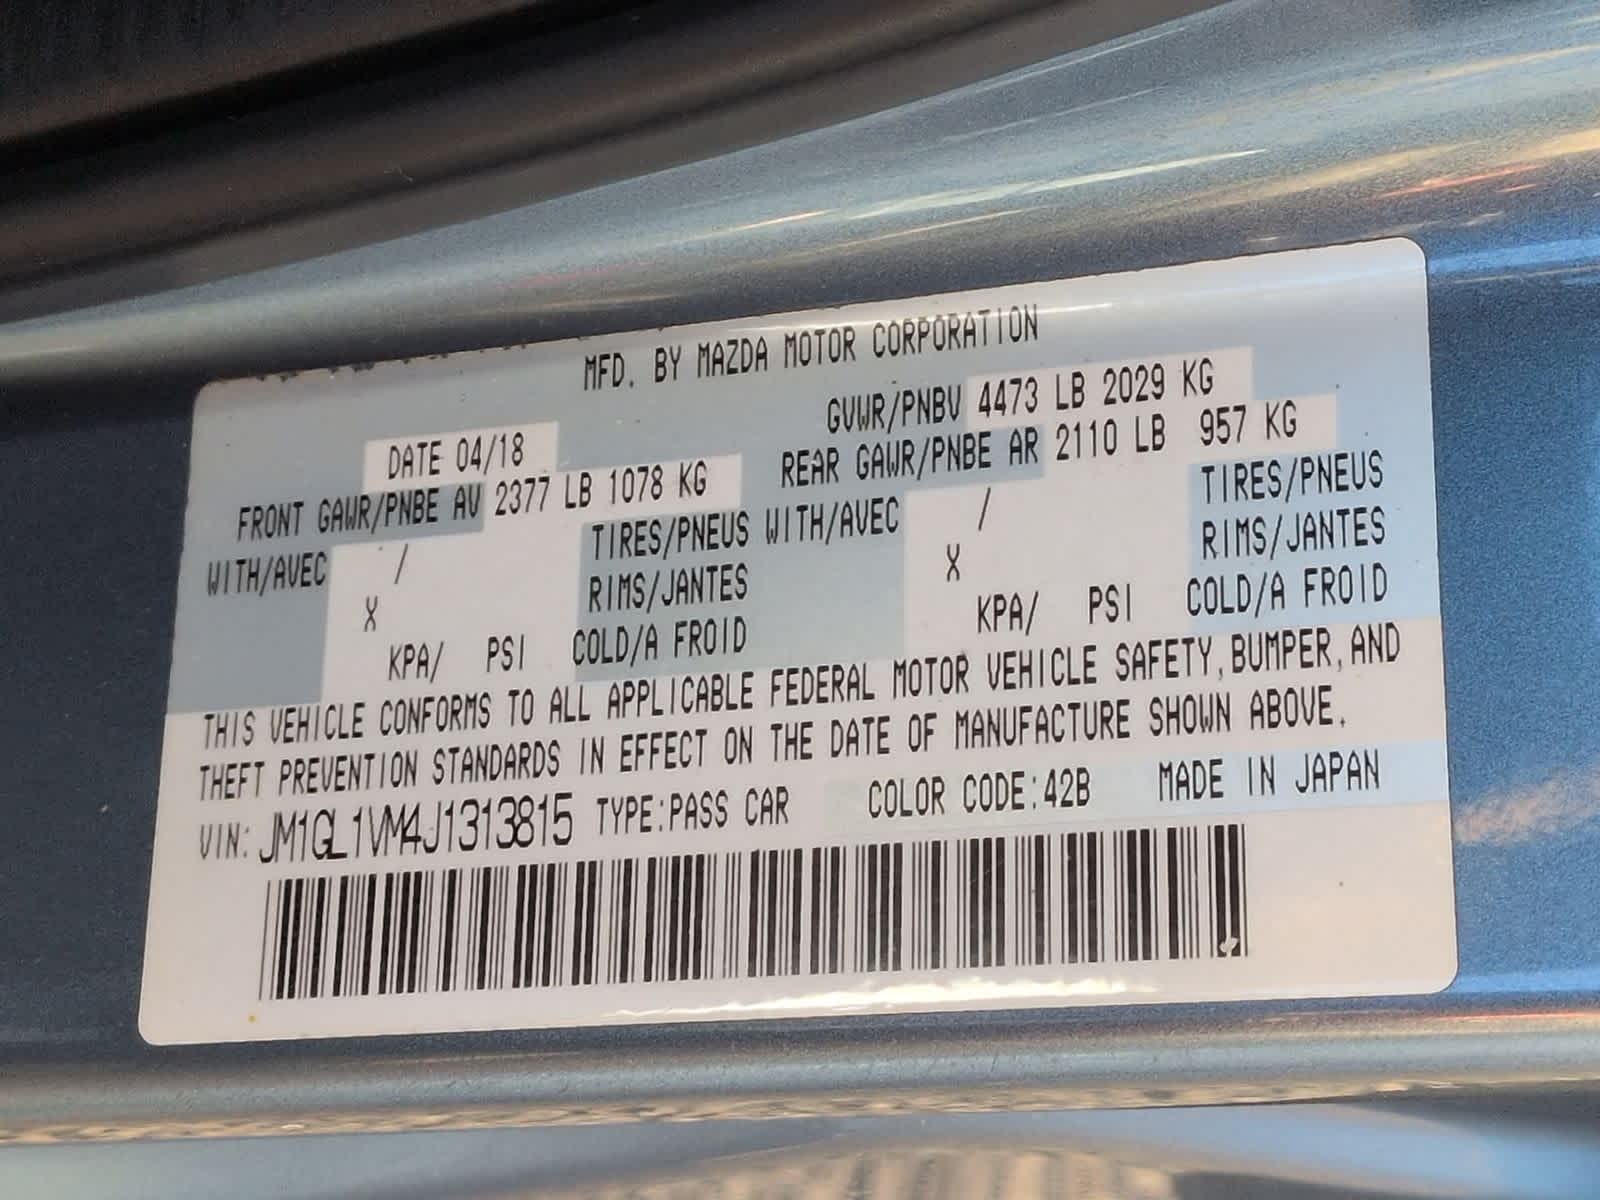 MFD. BY MAZDA MOTOR CORPORATION
DATE 04/18 GVWR/PNBV 4473 LB 2029 KG
FRONT GAWR/PNBE AV 2377 LB 1078 KG REAR GAWR/PNBE AR 2110 LB 957 KG
WITH/AVEC / TIRES/PNEUS WITH/AVEC / TIRES/PNEUS
X RIMS/JANTES X RIMS/JANTES
KPA/ PSI COLD/A FROID KPA/ PSI COLD/A FROID
THIS VEHICLE CONFORMS TO ALL APPLICABLE FEDERAL MOTOR VEHICLE SAFETY, BUMPER, AND
THEFT PREVENTION STANDARDS IN EFFECT ON THE DATE OF MANUFACTURE SHOWN ABOVE.
VIN: JM1GL1VM4J1313815 TYPE:PASS CAR COLOR CODE:42B MADE IN JAPAN